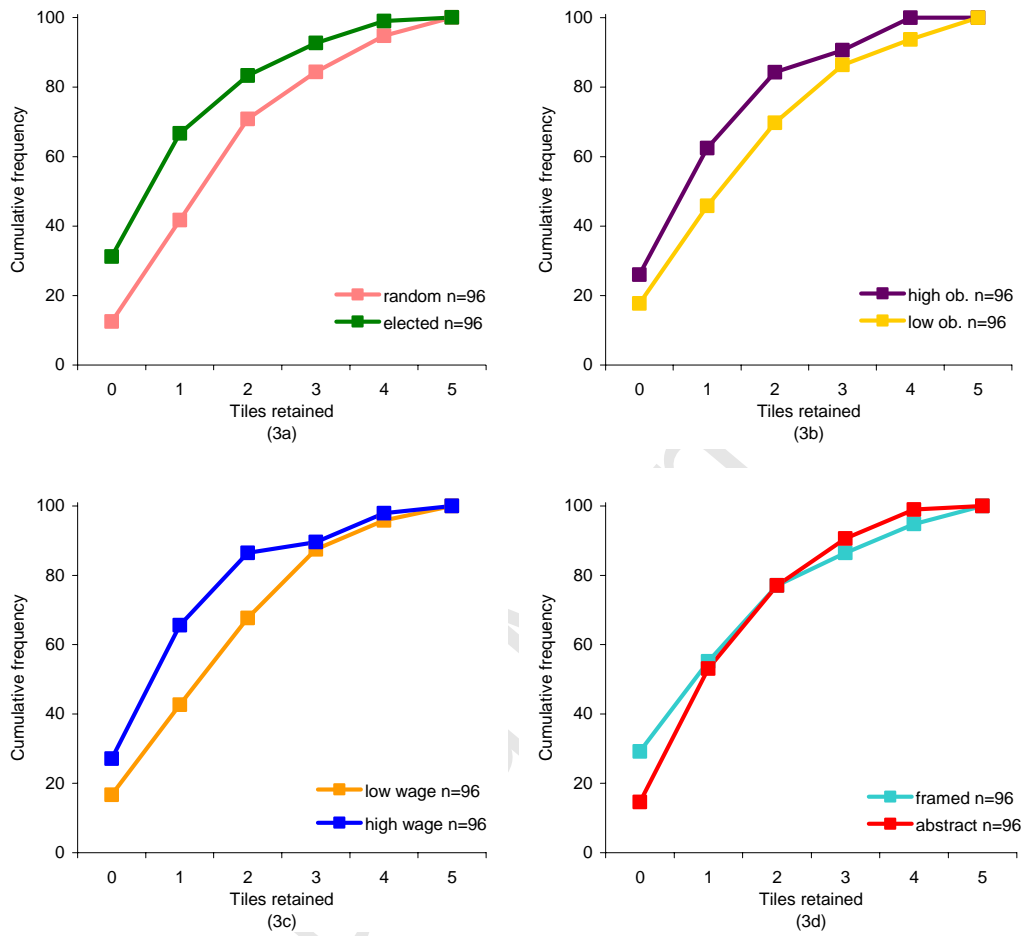 100
80
60
40
20
0
Cumulative frequency
random n=96
elected n=96
0 1 2 3 4 5
Tiles retained
(3a)
100
80
60
40
20
0
Cumulative frequency
high ob. n=96
low ob. n=96
0 1 2 3 4 5
Tiles retained
(3b)
100
80
60
40
20
0
Cumulative frequency
low wage n=96
high wage n=96
0 1 2 3 4 5
Tiles retained
(3c)
100
80
60
40
20
0
Cumulative frequency
framed n=96
abstract n=96
0 1 2 3 4 5
Tiles retained
(3d)